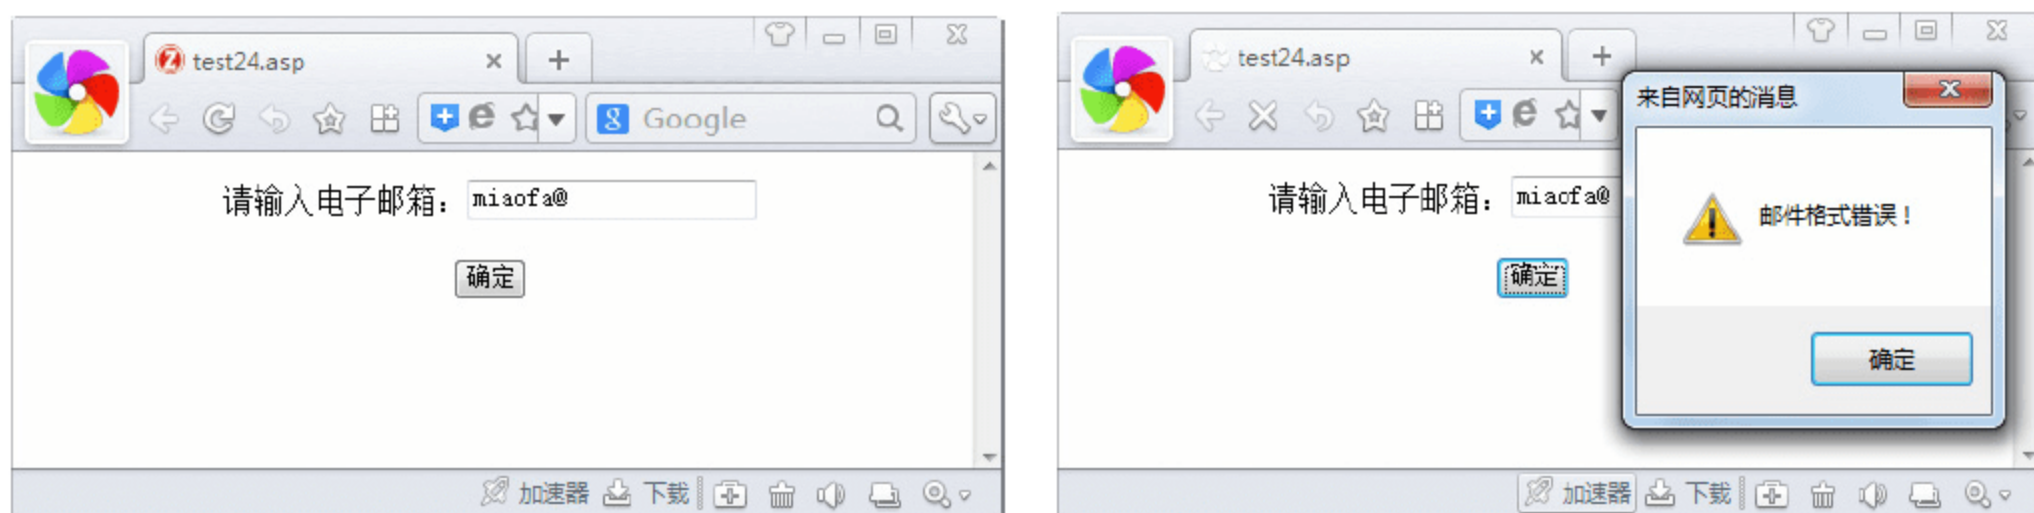 test24.asp
Google
请输入电子邮箱： miaofa@
确定
加速器 下载
test24.asp
来自网页的消息
请输入电子邮箱： miaofa@
邮件格式错误！
确定
确定
加速器 下载